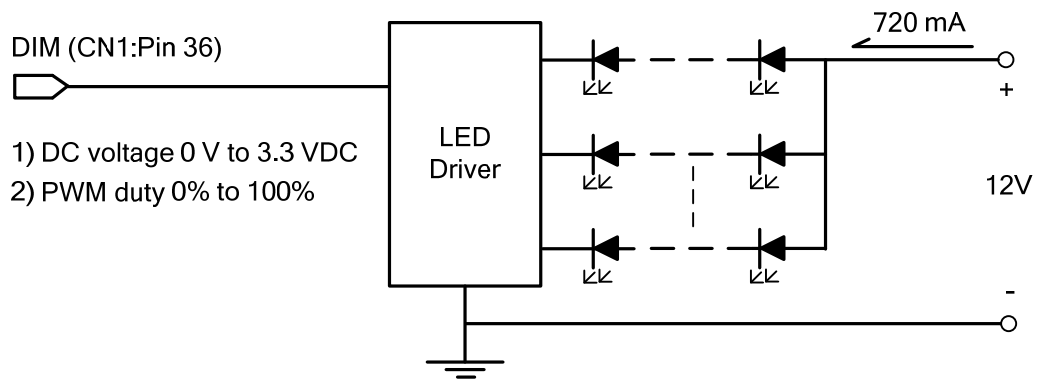 DIM (CN1:Pin 36)
1) DC voltage 0 V to 3.3 VDC
2) PWM duty 0% to 100%
LED
Driver
720 mA
+
12V
-